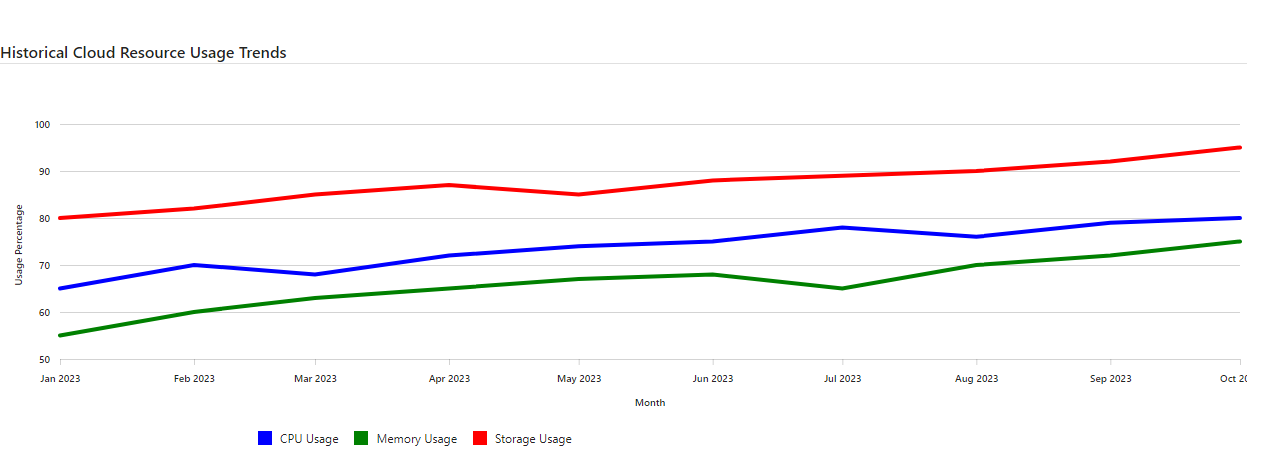 Historical Cloud Resource Usage Trends
100
90
80
70
60
50
Usage Percentage
Jan 2023 Feb 2023 Mar 2023 Apr 2023 May 2023 Jun 2023 Jul 2023 Aug 2023 Sep 2023 Oct
Month
CPU Usage Memory Usage Storage Usage